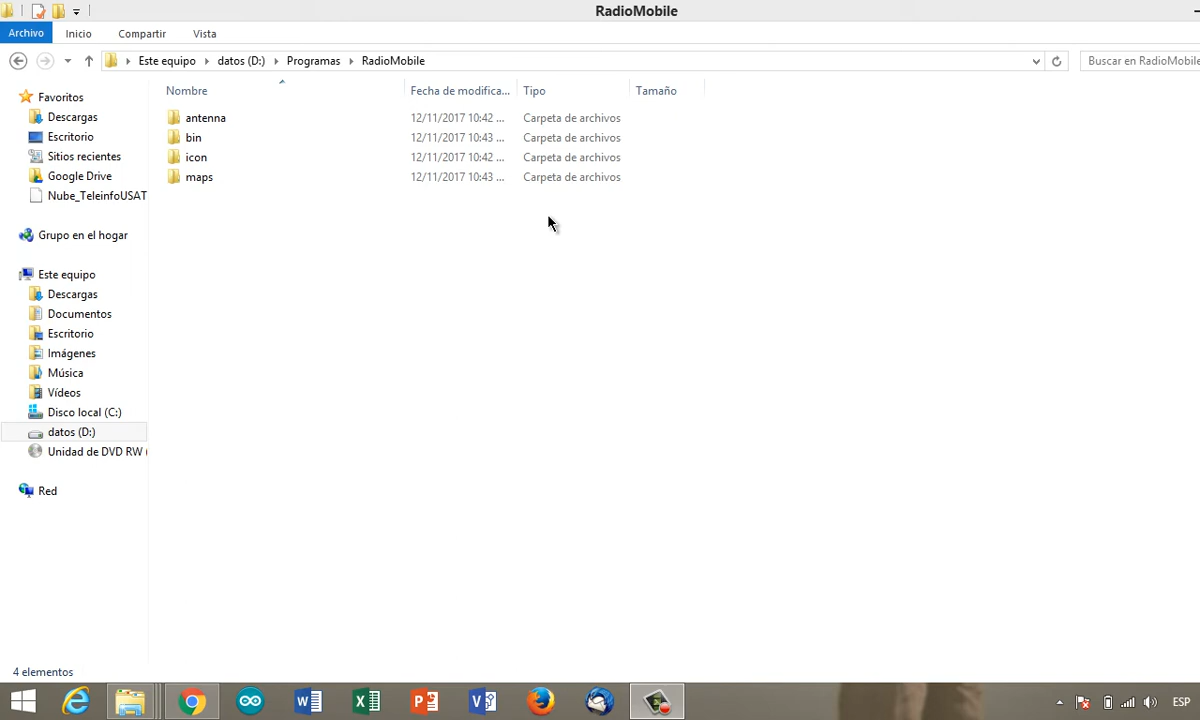 RadioMobile
Archivo Inicio Compartir Vista
Este equipo datos (D:) Programas RadioMobile
Buscar en RadioMobile
Nombre Fecha de modifica... Tipo Tamaño
antenna 12/11/2017 10:42 ... Carpeta de archivos
bin 12/11/2017 10:43 ... Carpeta de archivos
icon 12/11/2017 10:42 ... Carpeta de archivos
maps 12/11/2017 10:43 ... Carpeta de archivos
Favoritos
Descargas
Escritorio
Sitios recientes
Google Drive
Nube_TeleinfoUSAT
Grupo en el hogar
Este equipo
Descargas
Documentos
Escritorio
Imágenes
Música
Vídeos
Disco local (C:)
datos (D:)
Unidad de DVD RW (
Red
4 elementos
ESP